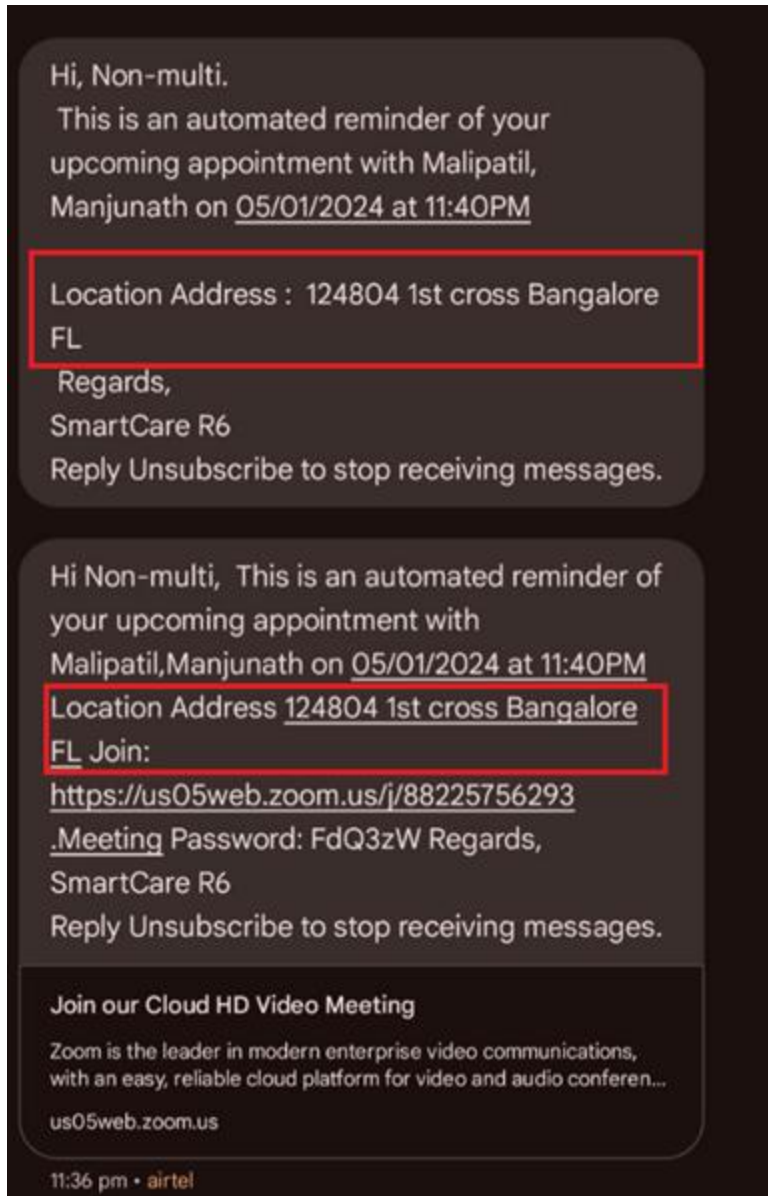 Hi, Non-multi.
This is an automated reminder of your
upcoming appointment with Malipatil,
Manjunath on 05/01/2024 at 11:40PM
Location Address :  124804 1st cross Bangalore
FL
Regards,
SmartCare R6
Reply Unsubscribe to stop receiving messages.
Hi Non-multi,  This is an automated reminder of
your upcoming appointment with
Malipatil,Manjunath on 05/01/2024 at 11:40PM
Location Address 124804 1st cross Bangalore
FL Join:
https://us05web.zoom.us/j/88225756293
.Meeting Password: FdQ3zW Regards,
SmartCare R6
Reply Unsubscribe to stop receiving messages.
Join our Cloud HD Video Meeting
Zoom is the leader in modern enterprise video communications,
with an easy, reliable cloud platform for video and audio conferen...
us05web.zoom.us
11:36 pm • airtel